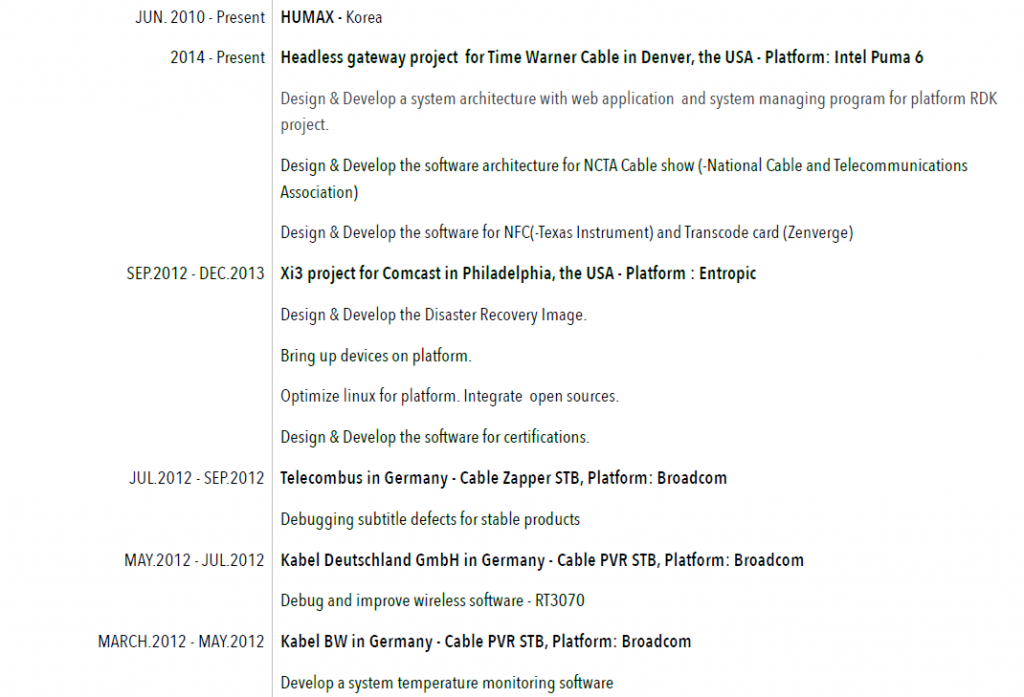 JUN. 2010 - Present HUMAX - Korea
2014 - Present Headless gateway project for Time Warner Cable in Denver, the USA - Platform: Intel Puma 6
Design & Develop a system architecture with web application and system managing program for platform RDK
project.
Design & Develop the software architecture for NCTA Cable show (-National Cable and Telecommunications
Association)
Design & Develop the software for NFC(-Texas Instrument) and Transcode card (Zenverge)
SEP.2012 - DEC.2013 Xi3 project for Comcast in Philadelphia, the USA - Platform : Entropic
Design & Develop the Disaster Recovery Image.
Bring up devices on platform.
Optimize linux for platform. Integrate open sources.
Design & Develop the software for certifications.
JUL.2012 - SEP.2012 Telecombus in Germany - Cable Zapper STB, Platform: Broadcom
Debugging subtitle defects for stable products
MAY.2012 - JUL.2012 Kabel Deutschland GmbH in Germany - Cable PVR STB, Platform: Broadcom
Debug and improve wireless software - RT3070
MARCH.2012 - MAY.2012 Kabel BW in Germany - Cable PVR STB, Platform: Broadcom
Develop a system temperature monitoring software